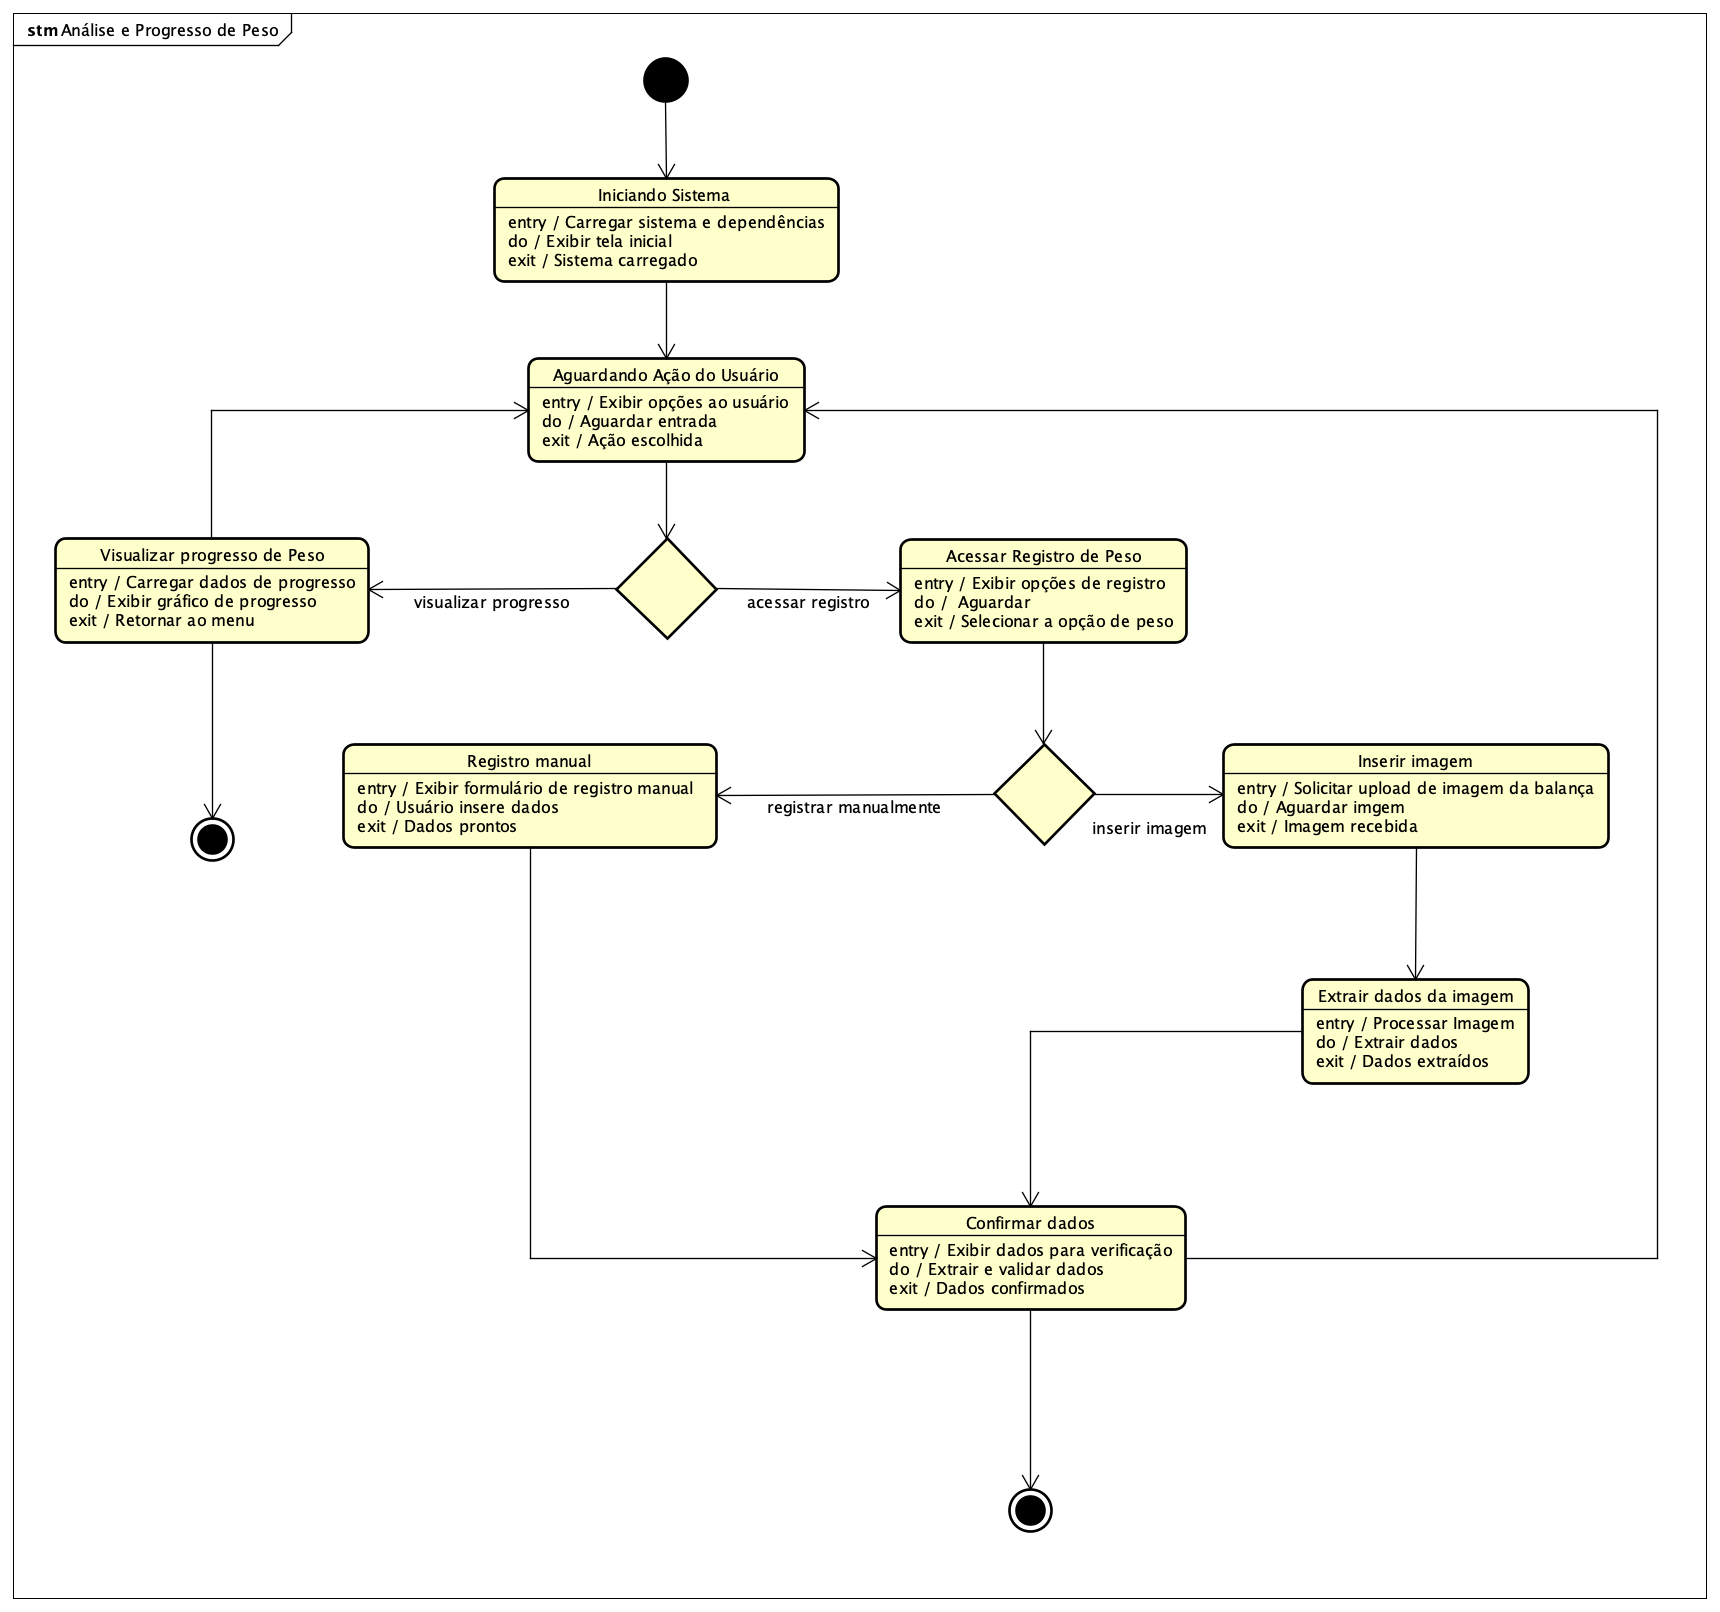 stm Análise e Progresso de Peso
Iniciando Sistema
entry / Carregar sistema e dependências
do / Exibir tela inicial
exit / Sistema carregado
Aguardando Ação do Usuário
entry / Exibir opções ao usuário
do / Aguardar entrada
exit / Ação escolhida
Visualizar progresso de Peso
entry / Carregar dados de progresso
do / Exibir gráfico de progresso
exit / Retornar ao menu
visualizar progresso
acessar registro
Acessar Registro de Peso
entry / Exibir opções de registro
do /  Aguardar
exit / Selecionar a opção de peso
Registro manual
entry / Exibir formulário de registro manual
do / Usuário insere dados
exit / Dados prontos
registrar manualmente
inserir imagem
Inserir imagem
entry / Solicitar upload de imagem da balança
do / Aguardar imgem
exit / Imagem recebida
Extrair dados da imagem
entry / Processar Imagem
do / Extrair dados
exit / Dados extraídos
Confirmar dados
entry / Exibir dados para verificação
do / Extrair e validar dados
exit / Dados confirmados